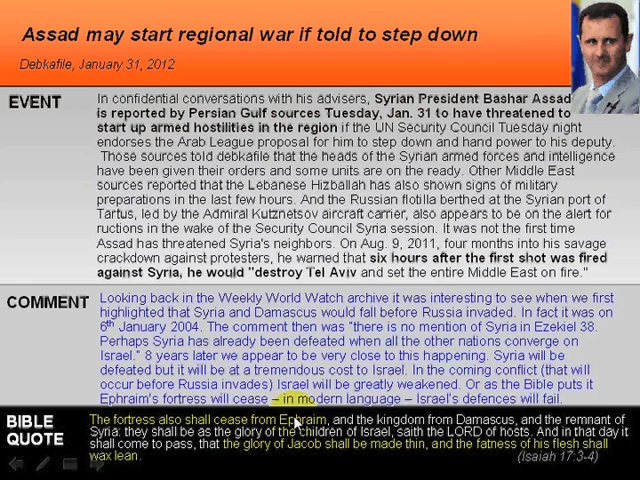 Assad may start regional war if told to step down
Debkafile, January 31, 2012
EVENT
In confidential conversations with his advisers, Syrian President Bashar Assad
is reported by Persian Gulf sources Tuesday, Jan. 31 to have threatened to
start up armed hostilities in the region if the UN Security Council Tuesday night
endorses the Arab League proposal for him to step down and hand power to his deputy.
Those sources told debkafile that the heads of the Syrian armed forces and intelligence
have been given their orders and some units are on the ready. Other Middle East
sources reported that the Lebanese Hizballah has also shown signs of military
preparations in the last few hours. And the Russian flotilla berthed at the Syrian port of
Tartus, led by the Admiral Kutznetsov aircraft carrier, also appears to be on the alert for
ructions in the wake of the Security Council Syria session. It was not the first time
Assad has threatened Syria's neighbors. On Aug. 9, 2011, four months into his savage
crackdown against protesters, he warned that six hours after the first shot was fired
against Syria, he would "destroy Tel Aviv and set the entire Middle East on fire."
COMMENT
Looking back in the Weekly World Watch archive it was interesting to see when we first
highlighted that Syria and Damascus would fall before Russia invaded. In fact it was on
6th January 2004. The comment then was "there is no mention of Syria in Ezekiel 38.
Perhaps Syria has already been defeated when all the other nations converge on
Israel." 8 years later we appear to be very close to this happening. Syria will be
defeated but it will be at a tremendous cost to Israel. In the coming conflict (that will
occur before Russia invades) Israel will be greatly weakened. Or as the Bible puts it
Ephraim's fortress will cease – in modern language – Israel's defences will fail.
BIBLE
QUOTE
The fortress also shall cease from Ephraim, and the kingdom from Damascus, and the remnant of
Syria: they shall be as the glory of the children of Israel, saith the LORD of hosts. And in that day it
shall come to pass, that the glory of Jacob shall be made thin, and the fatness of his flesh shall
wax lean.
(Isaiah 17:3-4)